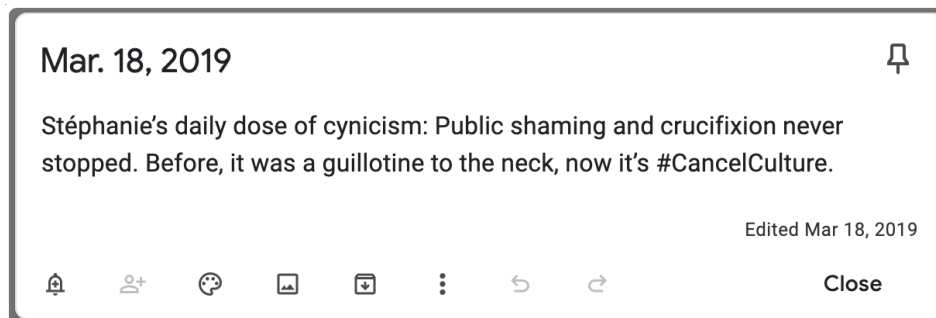 Mar. 18, 2019
Stéphanie’s daily dose of cynicism: Public shaming and crucifixion never
stopped. Before, it was a guillotine to the neck, now it’s #CancelCulture.
Edited Mar 18, 2019
Close